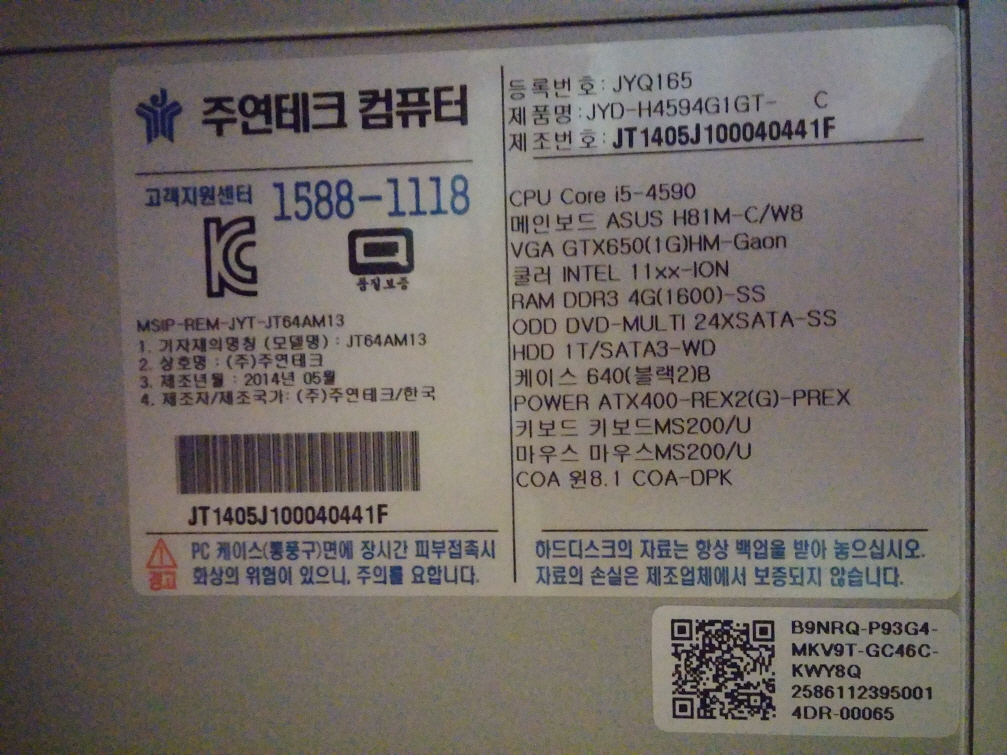 주연테크 컴퓨터
고객지원센터 1588-1118
품질보증
MSIP-REM-JYT-JT64AM13
1. 기자재의명칭 (모델명) : JT64AM13
2. 상호명 : (주)주연테크
3. 제조년월 : 2014년 05월
4. 제조자/제조국가: (주)주연테크/한국
JT1405J100040441F
경고
PC 케이스(통풍구)면에 장시간 피부접촉시
화상의 위험이 있으니, 주의를 요합니다.
등록번호: JYQ165
제품명: JYD-H4594G1GT- C
제조번호: JT1405J100040441F
CPU Core i5-4590
메인보드 ASUS H81M-C/W8
VGA GTX650(1G)HM-Gaon
쿨러 INTEL 11xx-ION
RAM DDR3 4G(1600)-SS
ODD DVD-MULTI 24XSATA-SS
HDD 1T/SATA3-WD
케이스 640(블랙2)B
POWER ATX400-REX2(G)-PREX
키보드 키보드MS200/U
마우스 마우스MS200/U
COA 윈8.1 COA-DPK
하드디스크의 자료는 항상 백업을 받아 놓으십시오.
자료의 손실은 제조업체에서 보증되지 않습니다.
B9NRQ-P93G4-
MKV9T-GC46C-
KWY8Q
2586112395001
4DR-00065